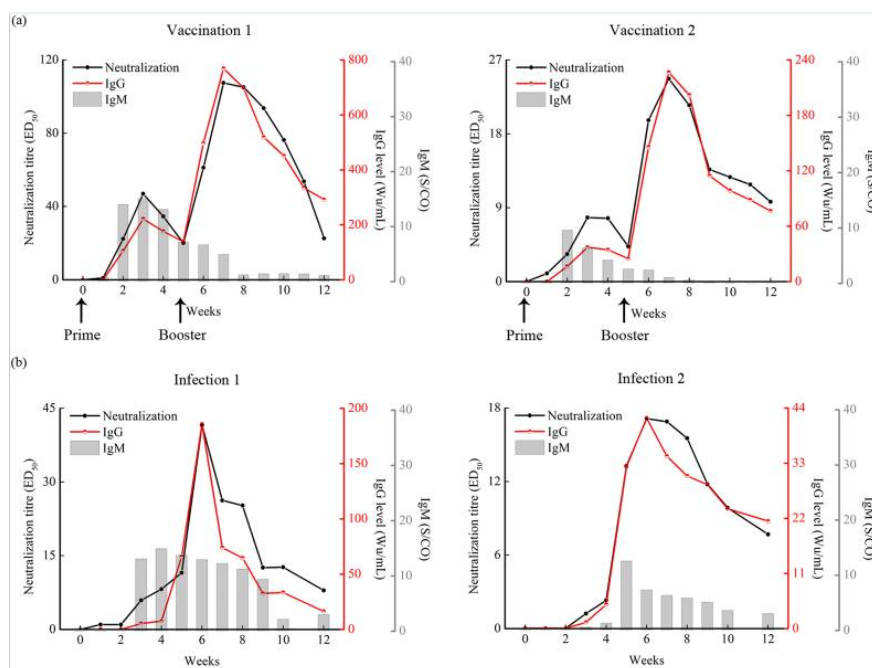 (a)
Vaccination 1
Neutralization
IgG
IgM
Neutralization titre (ED50)
120
80
40
0
800
600
400
200
0
IgG level (Wu/mL)
40
30
20
10
0
IgM (S/CO)
0 2 4 6 8 10 12
Weeks
Prime
Booster
Vaccination 2
Neutralization
IgG
IgM
Neutralization titre (ED50)
27
18
9
0
240
180
120
60
0
IgG level (Wu/mL)
40
30
20
10
0
IgM (S/CO)
0 2 4 6 8 10 12
Weeks
Prime
Booster
(b)
Infection 1
Neutralization
IgG
IgM
Neutralization titre (ED50)
45
30
15
0
200
150
100
50
0
IgG level (Wu/mL)
40
30
20
10
0
IgM (S/CO)
0 2 4 6 8 10 12
Weeks
Infection 2
Neutralization
IgG
IgM
Neutralization titre (ED50)
18
12
6
0
44
33
22
11
0
IgG level (Wu/mL)
40
30
20
10
0
IgM (S/CO)
0 2 4 6 8 10 12
Weeks